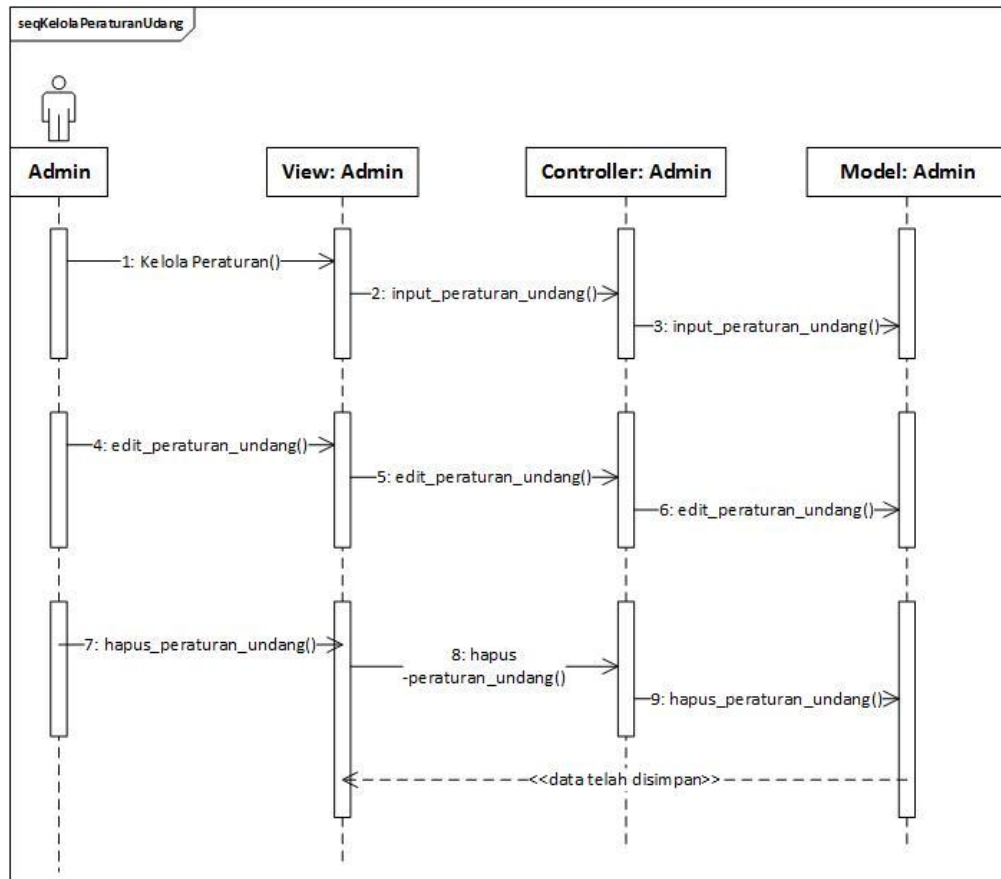 seqKelolaPeraturanUdang
Admin
View: Admin
Controller: Admin
Model: Admin
1: Kelola Peraturan()
2: input_peraturan_undang()
3: input_peraturan_undang()
4: edit_peraturan_undang()
5: edit_peraturan_undang()
6: edit_peraturan_undang()
7: hapus_peraturan_undang()
8: hapus
-peraturan_undang()
9: hapus_peraturan_undang()
<<data telah disimpan>>